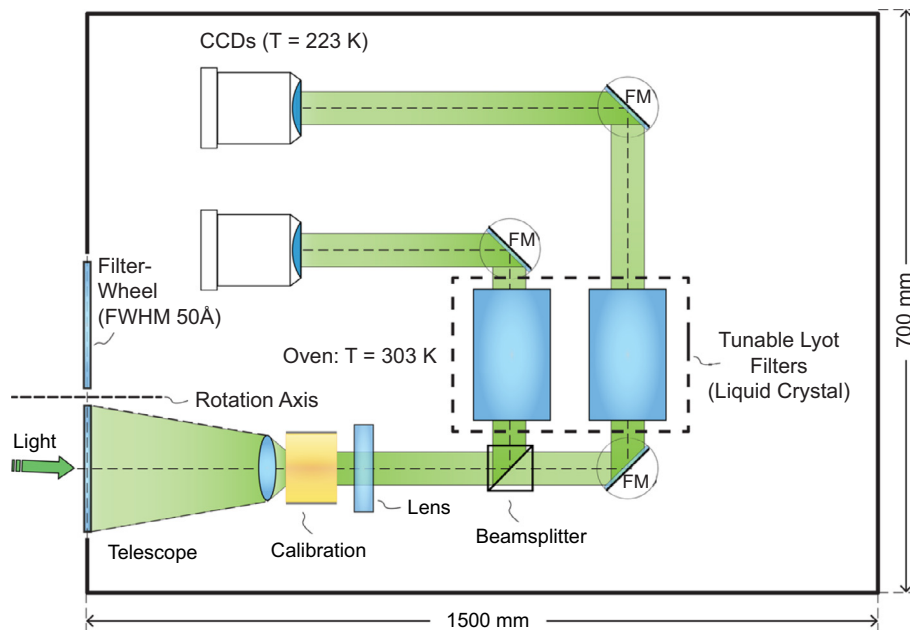 CCDs (T = 223 K)
FM
FM
Filter-
Wheel
(FWHM 50Å)
Oven: T = 303 K
Tunable Lyot
Filters
(Liquid Crystal)
700 mm
Rotation Axis
Light
FM
Lens
Beamsplitter
Telescope
Calibration
1500 mm